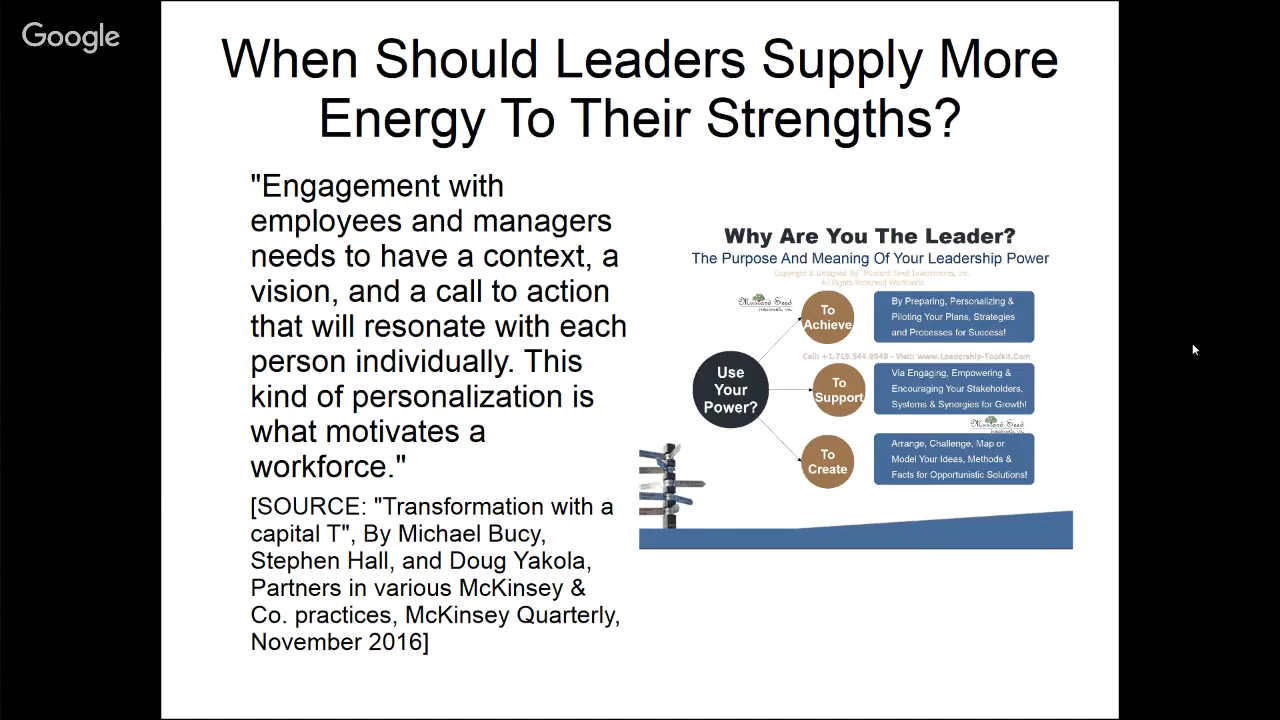 Google
When Should Leaders Supply More
Energy To Their Strengths?
"Engagement with
employees and managers
needs to have a context, a
vision, and a call to action
that will resonate with each
person individually. This
kind of personalization is
what motivates a
workforce."
[SOURCE: "Transformation with a
capital T", By Michael Bucy,
Stephen Hall, and Doug Yakola,
Partners in various McKinsey &
Co. practices, McKinsey Quarterly,
November 2016]
Why Are You The Leader?
The Purpose And Meaning Of Your Leadership Power
Copyright & Designed By Mustard Seed Investments, Inc.
All Rights Reserved Worldwide
Mustard Seed
Investments, Inc.
To
Achieve
By Preparing, Personalizing &
Piloting Your Plans, Strategies
and Processes for Success!
Call: +1.719.544.9949 - Visit: www.Leadership-Toolkit.Com
Use
Your
Power?
To
Support
Via Engaging, Empowering &
Encouraging Your Stakeholders,
Systems & Synergies for Growth!
Mustard Seed
Investments, Inc.
To
Create
Arrange, Challenge, Map or
Model Your Ideas, Methods &
Facts for Opportunistic Solutions!